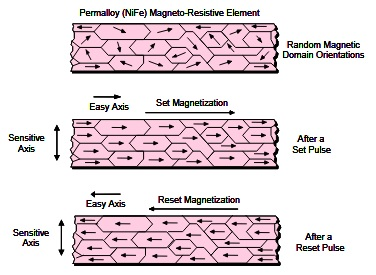 Permalloy (NiFe) Magneto-Resistive Element
Random Magnetic
Domain Orientations
Easy Axis
Set Magnetization
Sensitive
Axis
After a
Set Pulse
Easy Axis
Reset Magnetization
Sensitive
Axis
After a
Reset Pulse